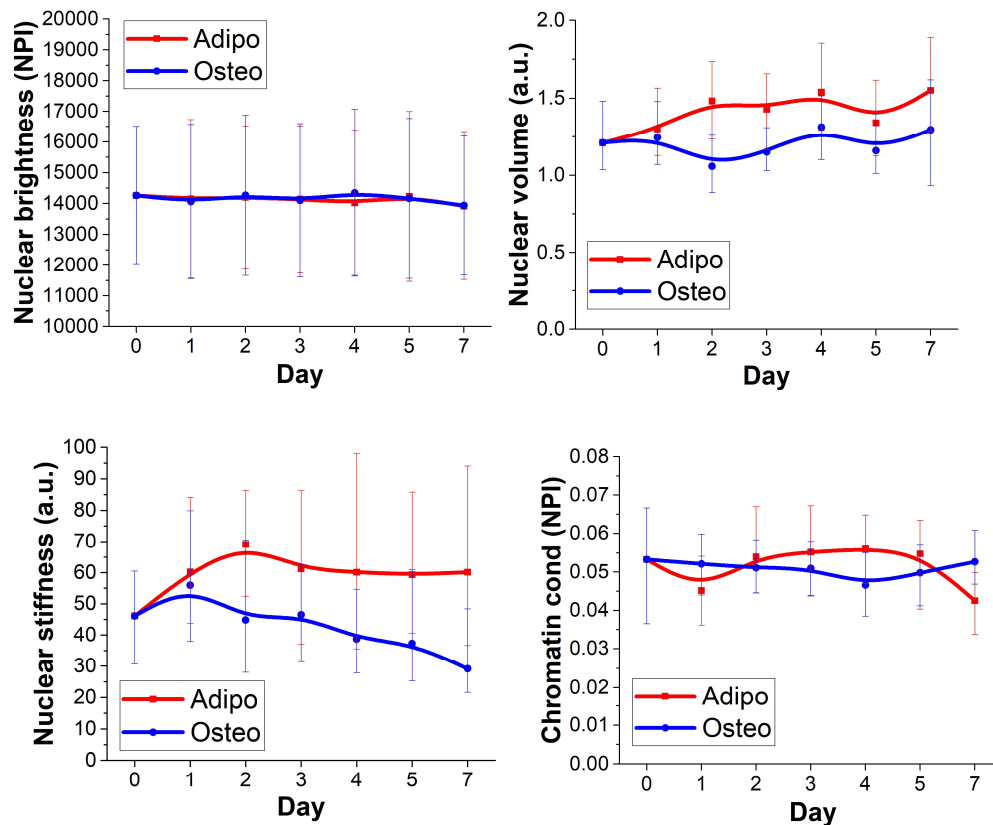 Nuclear brightness (NPI)
20000
19000
18000
17000
16000
15000
14000
13000
12000
11000
10000
Adipo
Osteo
0 1 2 3 4 5 7
Day
Nuclear volume (a.u.)
2.0
1.5
1.0
0.5
0.0
Adipo
Osteo
0 1 2 3 4 5 7
Day
Nuclear stiffness (a.u.)
100
90
80
70
60
50
40
30
20
10
0
Adipo
Osteo
0 1 2 3 4 5 7
Day
Chromatin cond (NPI)
0.08
0.07
0.06
0.05
0.04
0.03
0.02
0.01
0.00
Adipo
Osteo
0 1 2 3 4 5 7
Day